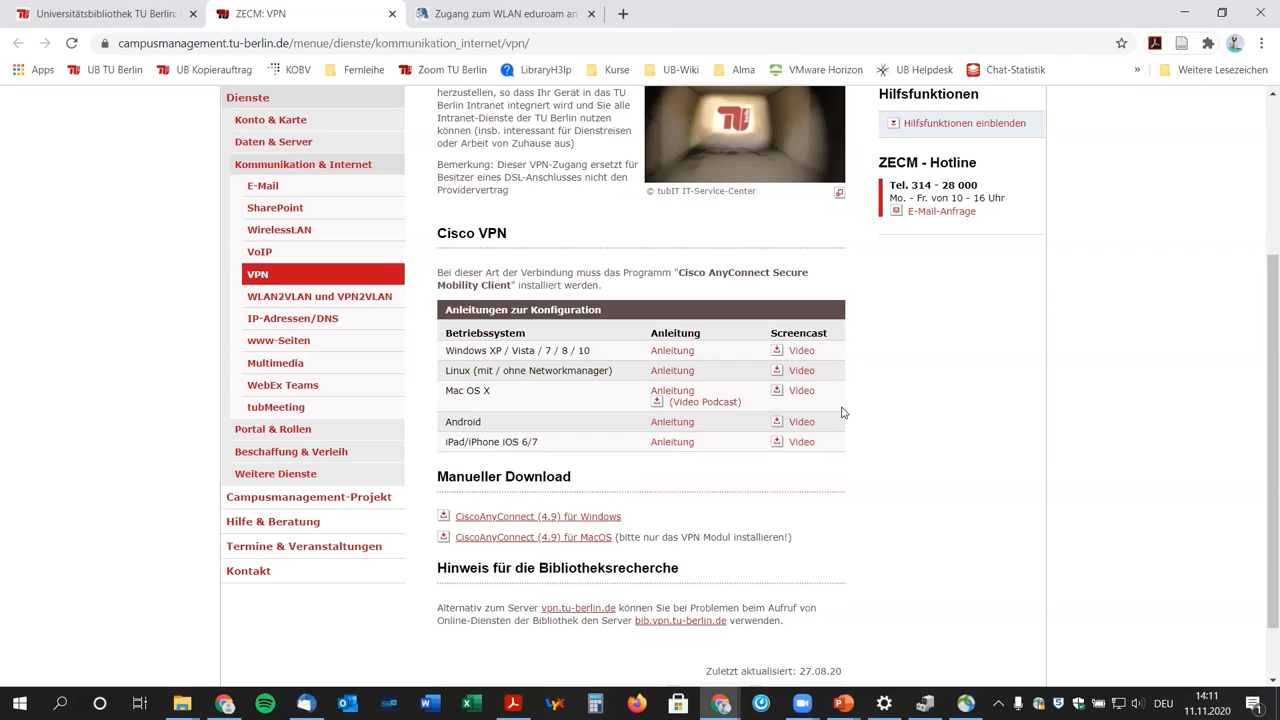 Universitätsbibliothek TU Berlin:
ZECM: VPN
Zugang zum WLAN eduroam an
campusmanagement.tu-berlin.de/menue/dienste/kommunikation_internet/vpn/
Apps
UB TU Berlin
UB Kopierauftrag
KOBV
Fernleihe
Zoom TU Berlin
LibraryH3lp
Kurse
UB-Wiki
Alma
VMware Horizon
UB Helpdesk
Chat-Statistik
»
Weitere Lesezeichen
Dienste
Konto & Karte
Daten & Server
Kommunikation & Internet
E-Mail
SharePoint
WirelessLAN
VoIP
VPN
WLAN2VLAN und VPN2VLAN
IP-Adressen/DNS
www-Seiten
Multimedia
WebEx Teams
tubMeeting
Portal & Rollen
Beschaffung & Verleih
Weitere Dienste
Campusmanagement-Projekt
Hilfe & Beratung
Termine & Veranstaltungen
Kontakt
herzustellen, so dass Ihr Gerät in das TU
Berlin Intranet integriert wird und Sie alle
Intranet-Dienste der TU Berlin nutzen
können (insb. interessant für Dienstreisen
oder Arbeit von Zuhause aus)
Bemerkung: Dieser VPN-Zugang ersetzt für
Besitzer eines DSL-Anschlusses nicht den
Providervertrag
© tubIT IT-Service-Center
Cisco VPN
Bei dieser Art der Verbindung muss das Programm "Cisco AnyConnect Secure
Mobility Client" installiert werden.
Anleitungen zur Konfiguration
Betriebssystem Anleitung Screencast
Windows XP / Vista / 7 / 8 / 10 Anleitung Video
Linux (mit / ohne Networkmanager) Anleitung Video
Mac OS X Anleitung Video
(Video Podcast)
Android Anleitung Video
iPad/iPhone iOS 6/7 Anleitung Video
Manueller Download
CiscoAnyConnect (4.9) für Windows
CiscoAnyConnect (4.9) für MacOS (bitte nur das VPN Modul installieren!)
Hinweis für die Bibliotheksrecherche
Alternativ zum Server vpn.tu-berlin.de können Sie bei Problemen beim Aufruf von
Online-Diensten der Bibliothek den Server bib.vpn.tu-berlin.de verwenden.
Zuletzt aktualisiert: 27.08.20
Hilfsfunktionen
Hilfsfunktionen einblenden
ZECM - Hotline
Tel. 314 - 28 000
Mo. - Fr. von 10 - 16 Uhr
E-Mail-Anfrage
DEU
14:11
11.11.2020